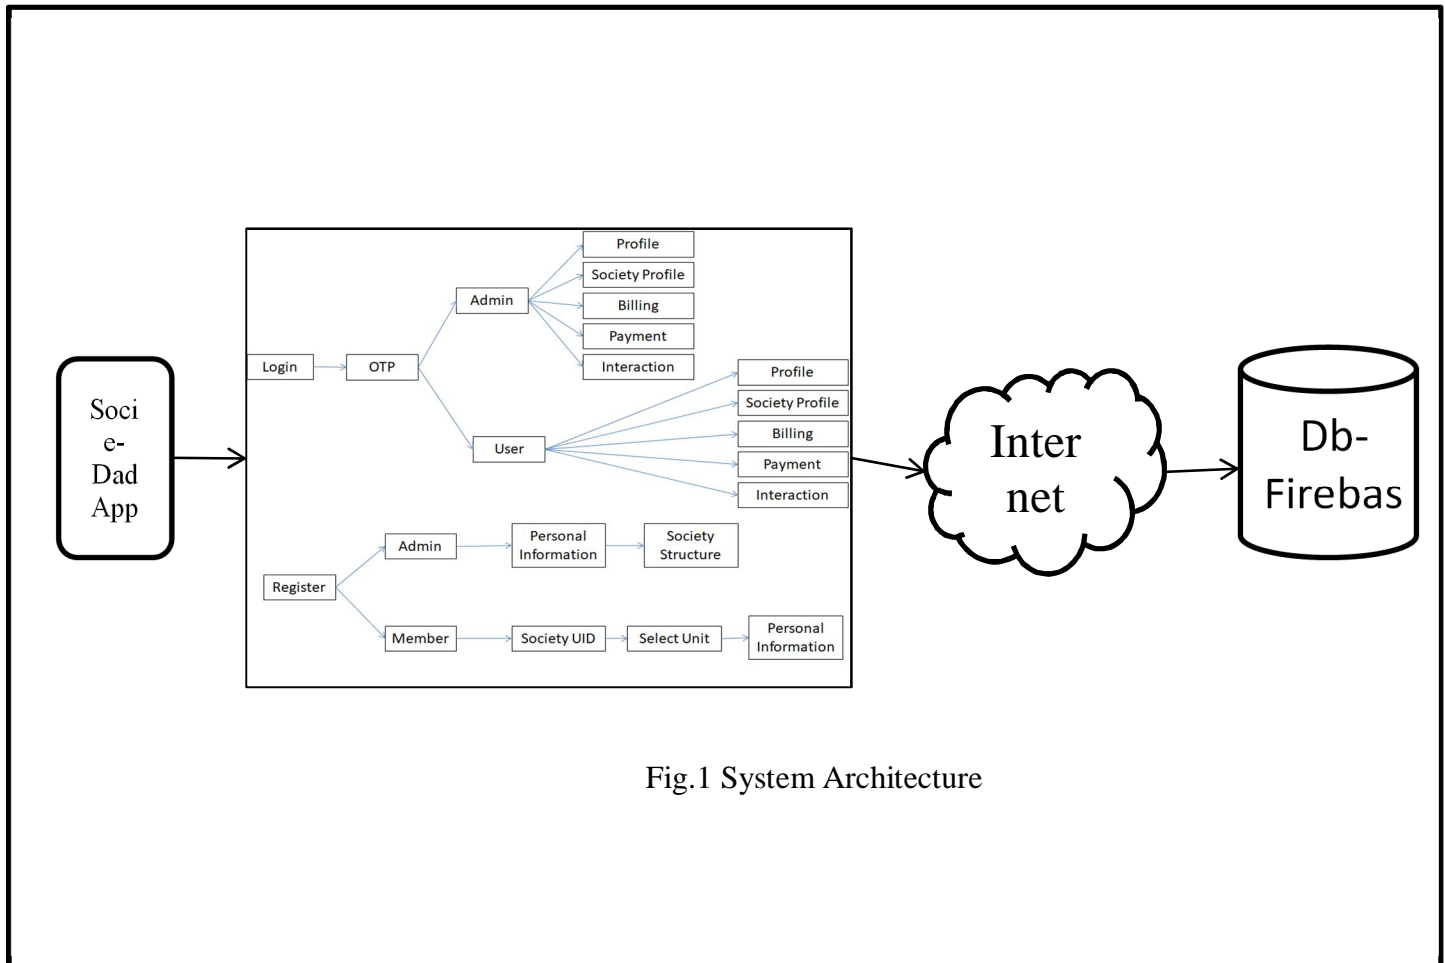 Soci
e-
Dad
App
Login
OTP
Admin
Profile
Society Profile
Billing
Payment
Interaction
User
Profile
Society Profile
Billing
Payment
Interaction
Register
Admin
Personal
Information
Society
Structure
Member
Society UID
Select Unit
Personal
Information
Inter
net
Db-
Firebas
Fig.1 System Architecture